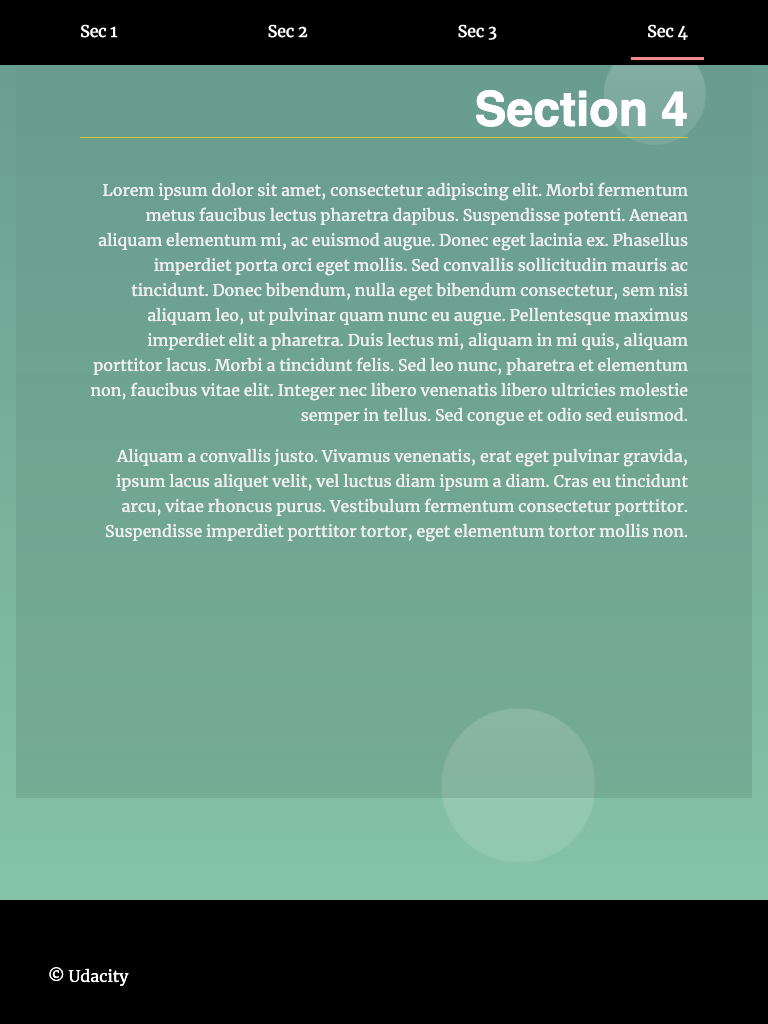 Sec 1
Sec 2
Sec 3
Sec 4
Section 4
Lorem ipsum dolor sit amet, consectetur adipiscing elit. Morbi fermentum
metus faucibus lectus pharetra dapibus. Suspendisse potenti. Aenean
aliquam elementum mi, ac euismod augue. Donec eget lacinia ex. Phasellus
imperdiet porta orci eget mollis. Sed convallis sollicitudin mauris ac
tincidunt. Donec bibendum, nulla eget bibendum consectetur, sem nisi
aliquam leo, ut pulvinar quam nunc eu augue. Pellentesque maximus
imperdiet elit a pharetra. Duis lectus mi, aliquam in mi quis, aliquam
porttitor lacus. Morbi a tincidunt felis. Sed leo nunc, pharetra et elementum
non, faucibus vitae elit. Integer nec libero venenatis libero ultricies molestie
semper in tellus. Sed congue et odio sed euismod.
Aliquam a convallis justo. Vivamus venenatis, erat eget pulvinar gravida,
ipsum lacus aliquet velit, vel luctus diam ipsum a diam. Cras eu tincidunt
arcu, vitae rhoncus purus. Vestibulum fermentum consectetur porttitor.
Suspendisse imperdiet porttitor tortor, eget elementum tortor mollis non.
© Udacity